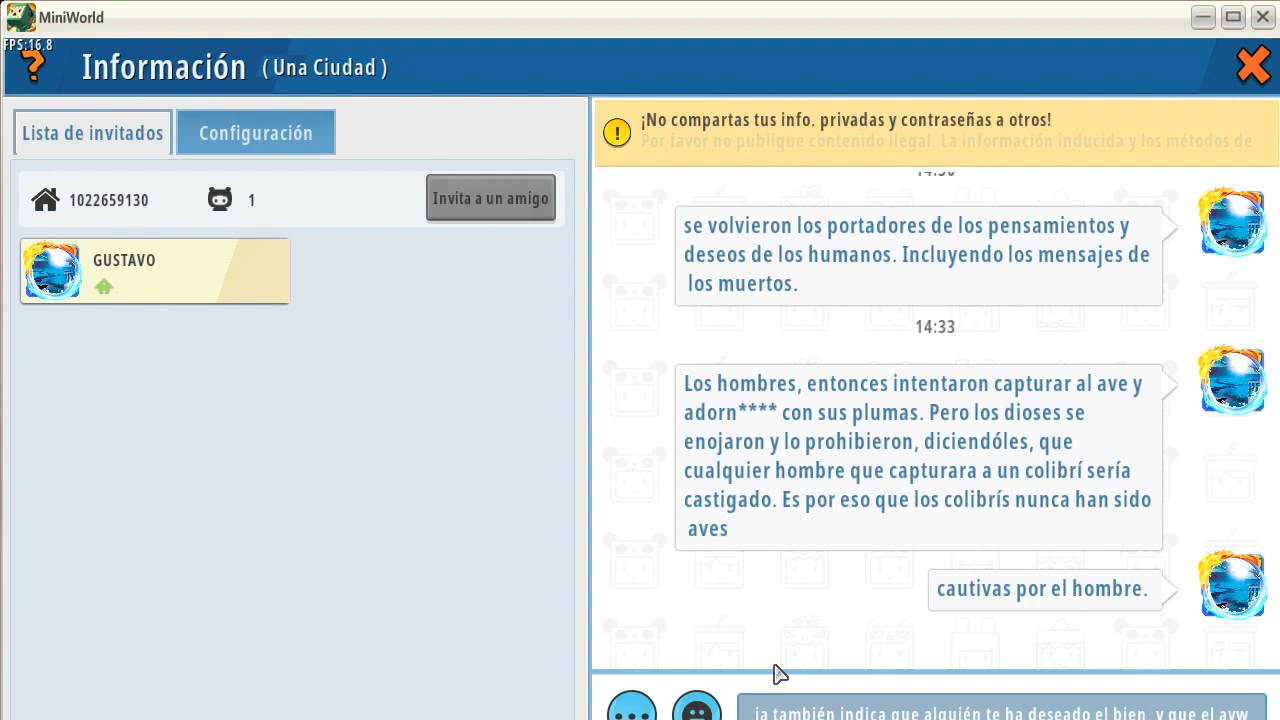 MiniWorld
FPS:16.8
Información ( Una Ciudad )
Lista de invitados
Configuración
1022659130
1
Invita a un amigo
GUSTAVO
¡No compartas tus info. privadas y contraseñas a otros!
Por favor no publique contenido ilegal. La información inducida y los métodos de
14:30
se volvieron los portadores de los pensamientos y
deseos de los humanos. Incluyendo los mensajes de
los muertos.
14:33
Los hombres, entonces intentaron capturar al ave y
adorn**** con sus plumas. Pero los dioses se
enojaron y lo prohibieron, diciendóles, que
cualquier hombre que capturara a un colibrí sería
castigado. Es por eso que los colibrís nunca han sido
aves
cautivas por el hombre.
ia también indica que alguién te ha deseado el bien, y que el